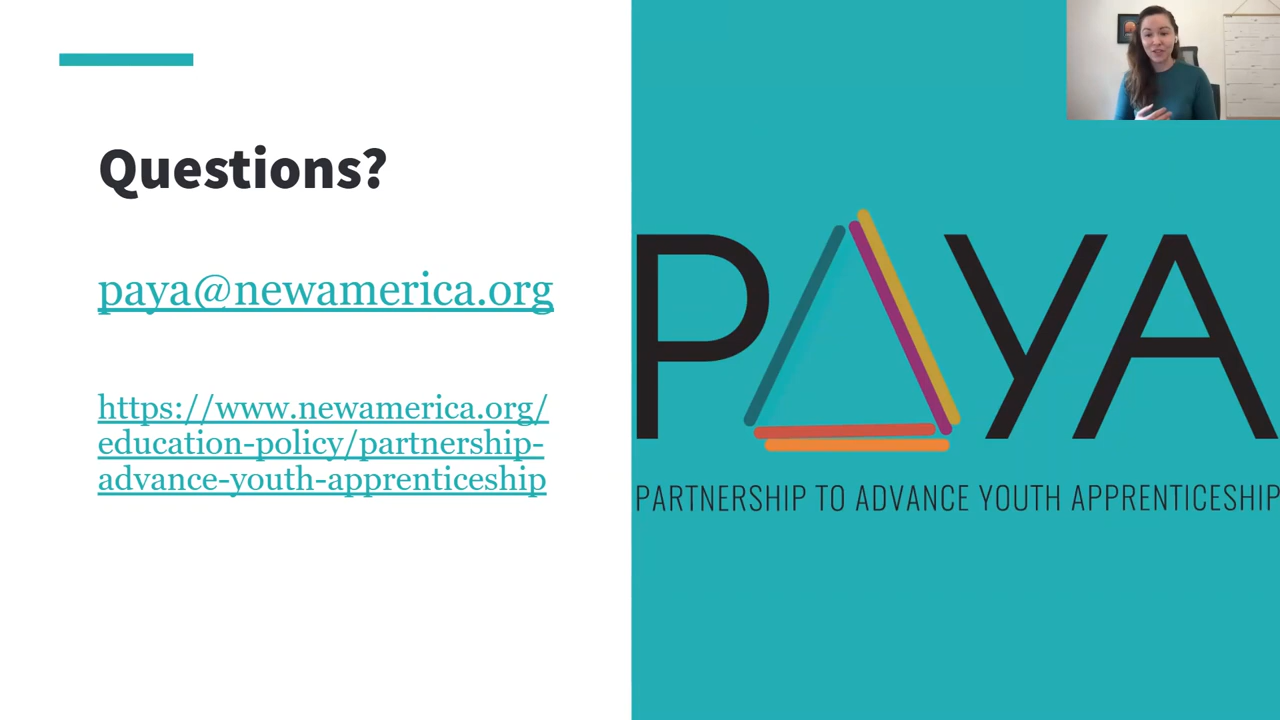 Questions?
paya@newamerica.org
https://www.newamerica.org/
education-policy/partnership-
advance-youth-apprenticeship
PAYA
PARTNERSHIP TO ADVANCE YOUTH APPRENTICESHIP